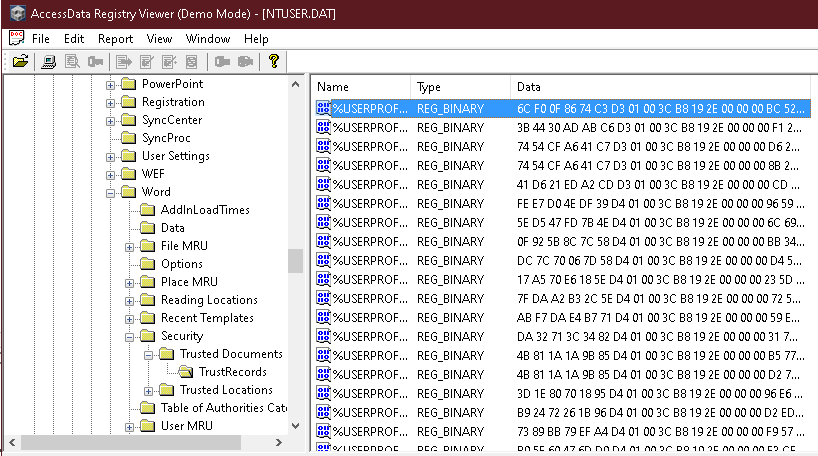 AccessData Registry Viewer (Demo Mode) - [NTUSER.DAT]
File Edit Report View Window Help
PowerPoint
Registration
SyncCenter
SyncProc
User Settings
WEF
Word
AddInLoadTimes
Data
File MRU
Options
Place MRU
Reading Locations
Recent Templates
Security
Trusted Documents
TrustRecords
Trusted Locations
Table of Authorities Cate
User MRU
Name Type Data
%USERPROF... REG_BINARY 6C F0 0F 86 74 C3 D3 01 00 3C B8 19 2E 00 00 00 BC 52...
%USERPROF... REG_BINARY 3B 44 30 AD AB C6 D3 01 00 3C B8 19 2E 00 00 00 F1 2...
%USERPROF... REG_BINARY 74 54 CF A6 41 C7 D3 01 00 3C B8 19 2E 00 00 00 D6 2...
%USERPROF... REG_BINARY 74 54 CF A6 41 C7 D3 01 00 3C B8 19 2E 00 00 00 8B 2...
%USERPROF... REG_BINARY 41 D6 21 ED A2 CD D3 01 00 3C B8 19 2E 00 00 00 CD ...
%USERPROF... REG_BINARY FE E7 D0 4E DF 39 D4 01 00 3C B8 19 2E 00 00 00 96 59 ...
%USERPROF... REG_BINARY 5E D5 47 FD 7B 4E D4 01 00 3C B8 19 2E 00 00 00 6C 69...
%USERPROF... REG_BINARY 0F 92 5B 8C 7C 58 D4 01 00 3C B8 19 2E 00 00 00 BB 34...
%USERPROF... REG_BINARY DC 7C 70 06 7D 58 D4 01 00 3C B8 19 2E 00 00 00 D4 5...
%USERPROF... REG_BINARY 17 A5 70 E6 18 5E D4 01 00 3C B8 19 2E 00 00 00 23 5D ...
%USERPROF... REG_BINARY 7F DA A2 B3 2C 5E D4 01 00 3C B8 19 2E 00 00 00 72 5...
%USERPROF... REG_BINARY AB F7 DA E4 B7 71 D4 01 00 3C B8 19 2E 00 00 00 59 E...
%USERPROF... REG_BINARY DA 32 71 3C 34 82 D4 01 00 3C B8 19 2E 00 00 00 31 7...
%USERPROF... REG_BINARY 4B 81 1A 1A 9B 85 D4 01 00 3C B8 19 2E 00 00 00 B5 77...
%USERPROF... REG_BINARY 4B 81 1A 1A 9B 85 D4 01 00 3C B8 19 2E 00 00 00 D2 7...
%USERPROF... REG_BINARY 3D 1E 80 70 18 95 D4 01 00 3C B8 19 2E 00 00 00 96 E6 ...
%USERPROF... REG_BINARY B9 24 72 26 1B 96 D4 01 00 3C B8 19 2E 00 00 00 D2 ED...
%USERPROF... REG_BINARY 73 89 BB 79 EF A4 D4 01 00 3C B8 19 2E 00 00 00 F9 57 ...